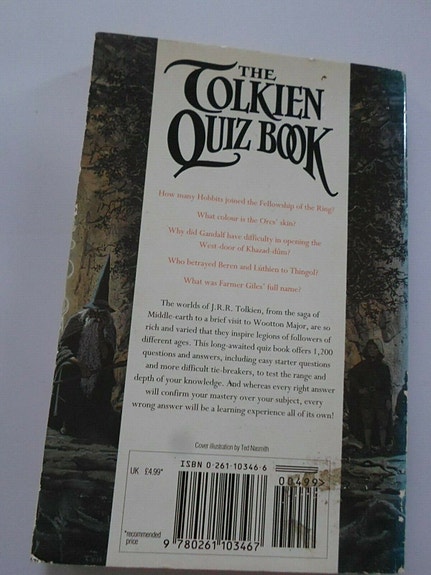 THE
TOLKIEN
QUIZ BOOK
How many Hobbits joined the Fellowship of the Ring?
What colour is the Orcs' skin?
Why did Gandalf have difficulty in opening the
West-door of Khazad-dûm?
Who betrayed Beren and Lúthien to Thingol?
What was Farmer Giles' full name?
The worlds of J.R.R. Tolkien, from the saga of
Middle-earth to a brief visit to Wootton Major, are so
rich and varied that they inspire legions of followers of
different ages. This long-awaited quiz book offers 1,200
questions and answers, including easy starter questions
and more difficult tie-breakers, to test the range and
depth of your knowledge. And whereas every right answer
will confirm your mastery over your subject, every
wrong answer will be a learning experience all of its own!
Cover illustration by Ted Nasmith
UK £4.99*
*recommended
price
ISBN 0-261-10346-6
00499>
9 780261 103467